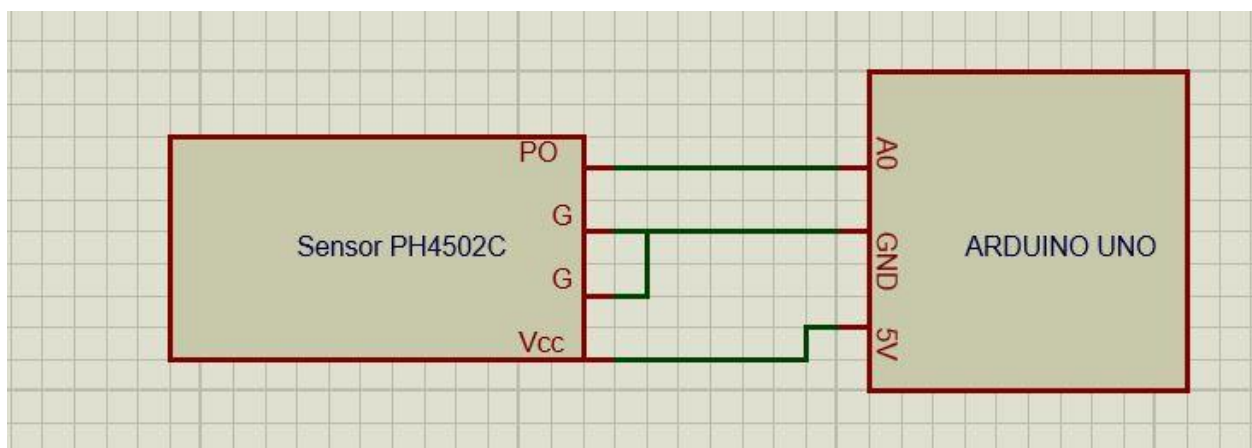 PO
G
Sensor PH4502C
G
Vcc
A0
GND
5V
ARDUINO UNO